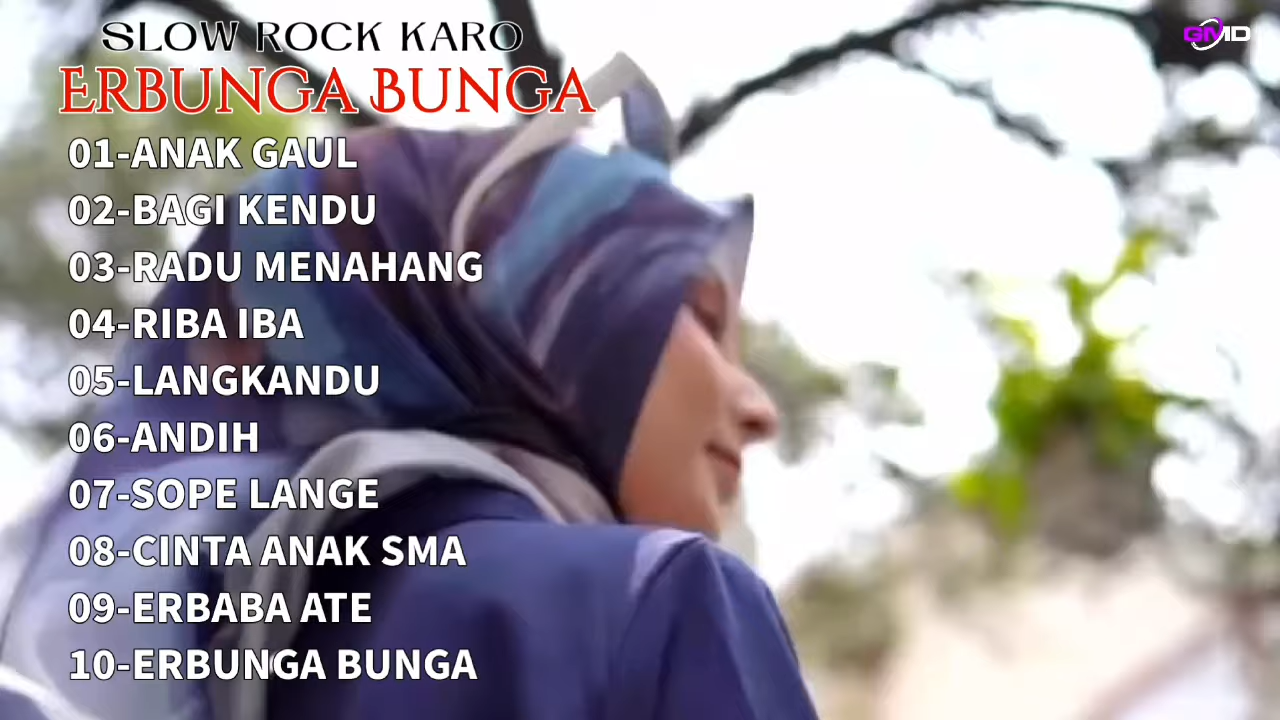 SLOW ROCK KARO
ERBUNGA BUNGA
01-ANAK GAUL
02-BAGI KENDU
03-RADU MENAHANG
04-RIBA IBA
05-LANGKANDU
06-ANDIH
07-SOPE LANGE
08-CINTA ANAK SMA
09-ERBABA ATE
10-ERBUNGA BUNGA
GMD